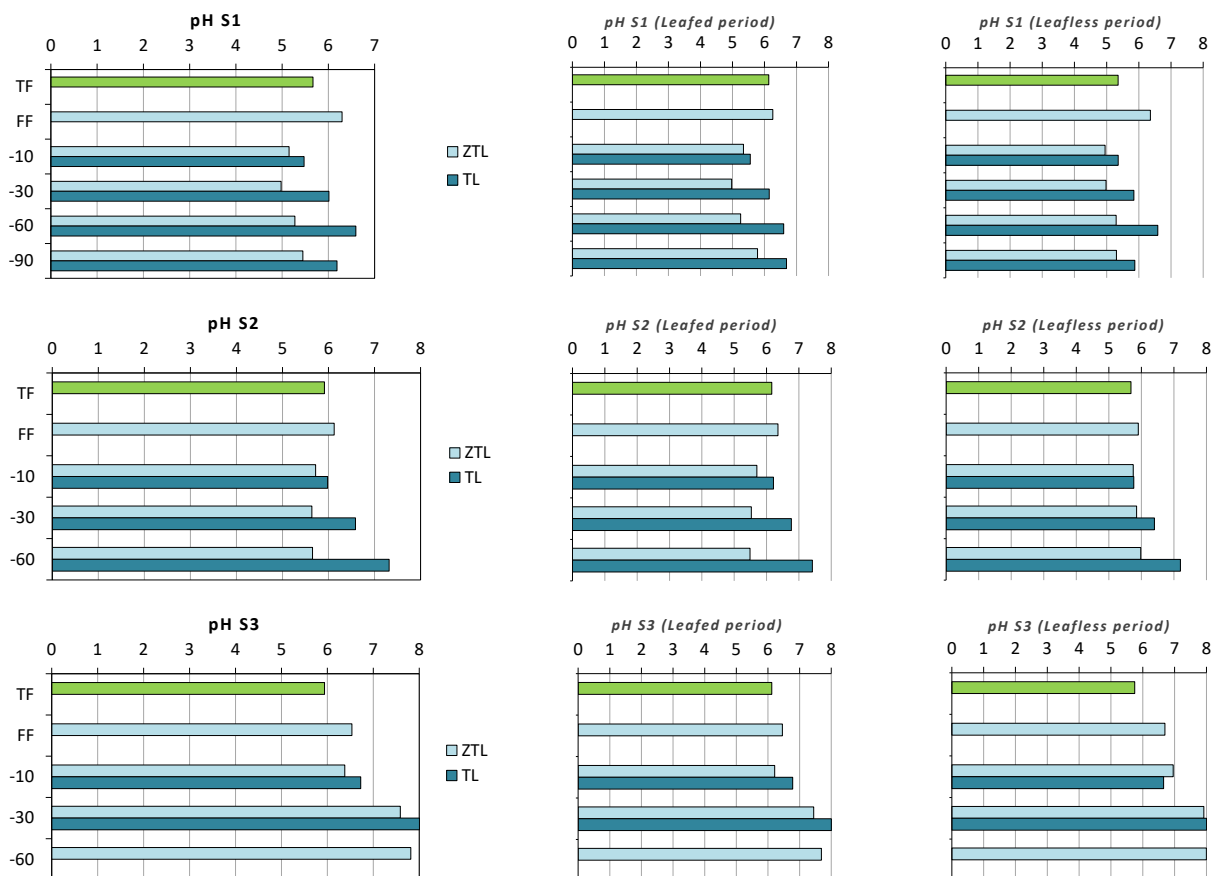 pH S1
0 1 2 3 4 5 6 7
TF
FF
-10
-30
-60
-90
ZTL
TL
pH S1 (Leafed period)
0 1 2 3 4 5 6 7 8
pH S1 (Leafless period)
0 1 2 3 4 5 6 7 8
pH S2
0 1 2 3 4 5 6 7 8
TF
FF
-10
-30
-60
ZTL
TL
pH S2 (Leafed period)
0 1 2 3 4 5 6 7 8
pH S2 (Leafless period)
0 1 2 3 4 5 6 7 8
pH S3
0 1 2 3 4 5 6 7 8
TF
FF
-10
-30
-60
ZTL
TL
pH S3 (Leafed period)
0 1 2 3 4 5 6 7 8
pH S3 (Leafless period)
0 1 2 3 4 5 6 7 8